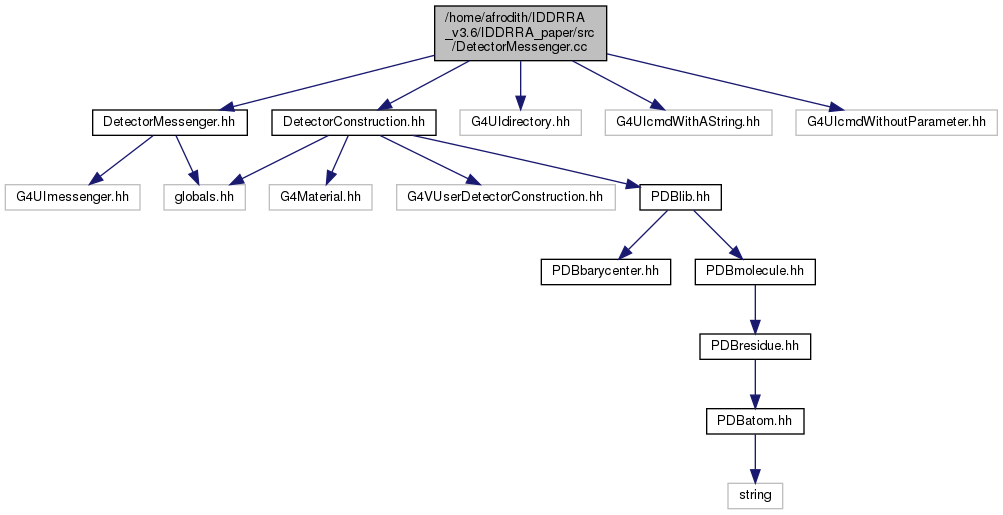 /home/afrodith/IDDRRA
_v3.6/IDDRRA_paper/src
/DetectorMessenger.cc
DetectorMessenger.hh
DetectorConstruction.hh
G4UIdirectory.hh
G4UIcmdWithAString.hh
G4UIcmdWithoutParameter.hh
G4UImessenger.hh
globals.hh
G4Material.hh
G4VUserDetectorConstruction.hh
PDBlib.hh
PDBbarycenter.hh
PDBmolecule.hh
PDBresidue.hh
PDBatom.hh
string